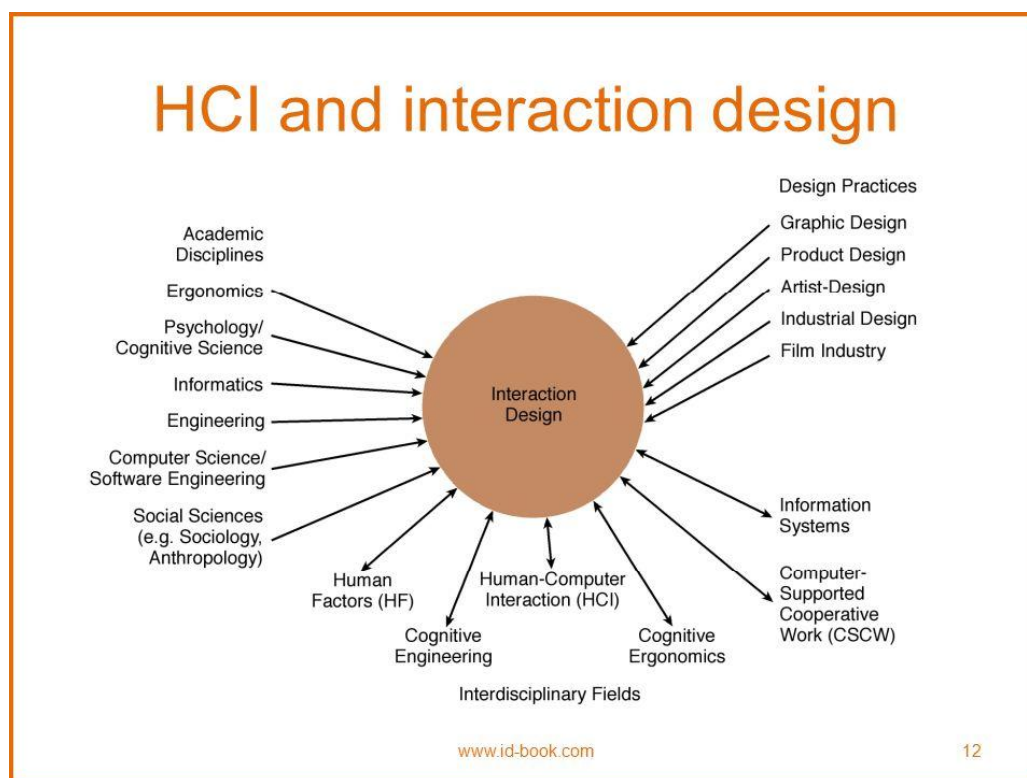 HCI and interaction design
Academic
Disciplines
Ergonomics
Psychology/
Cognitive Science
Informatics
Engineering
Computer Science/
Software Engineering
Social Sciences
(e.g. Sociology,
Anthropology)
Interaction
Design
Design Practices
Graphic Design
Product Design
Artist-Design
Industrial Design
Film Industry
Information
Systems
Computer-
Supported
Cooperative
Work (CSCW)
Human
Factors (HF)
Cognitive
Engineering
Human-Computer
Interaction (HCI)
Cognitive
Ergonomics
Interdisciplinary Fields
www.id-book.com
12